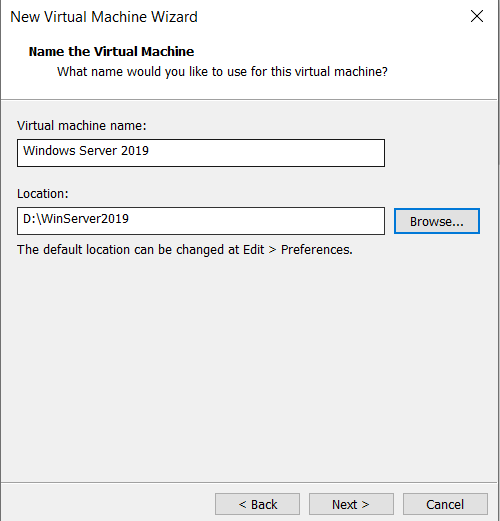 New Virtual Machine Wizard
Name the Virtual Machine
What name would you like to use for this virtual machine?
Virtual machine name:
Windows Server 2019
Location:
D:\WinServer2019
Browse...
The default location can be changed at Edit > Preferences.
< Back
Next >
Cancel